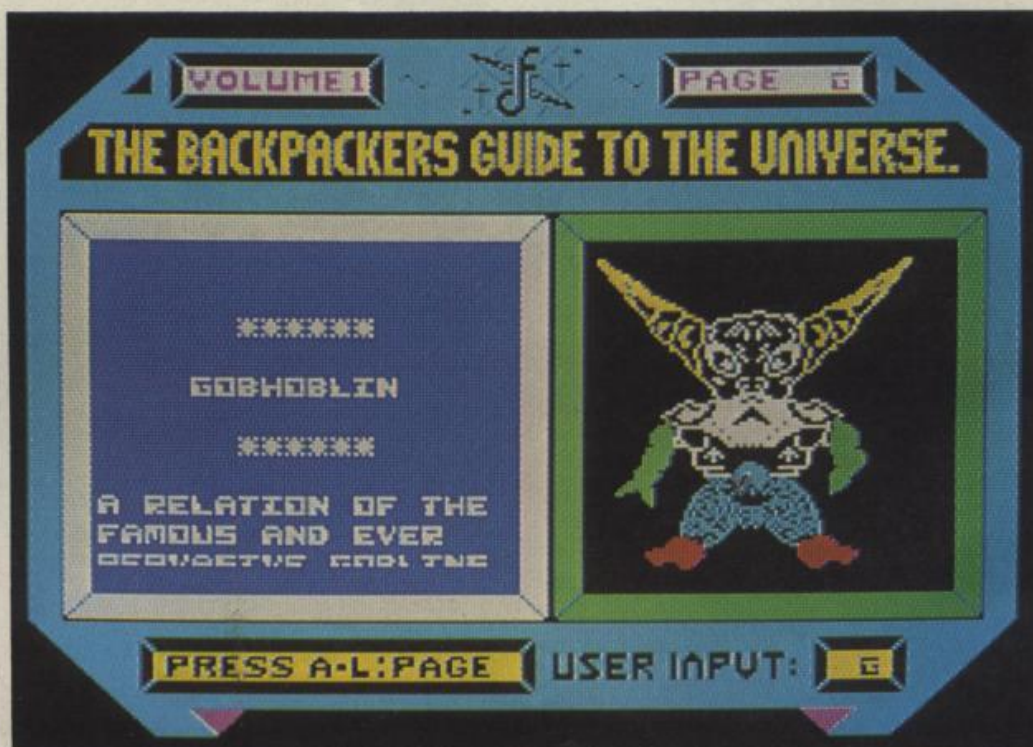 VOLUME 1
PAGE G
THE BACKPACKERS GUIDE TO THE UNIVERSE.
******
GOBHOBLIN
******
A RELATION OF THE
FAMOUS AND EVER
PRESS A-L:PAGE
USER INPUT: G